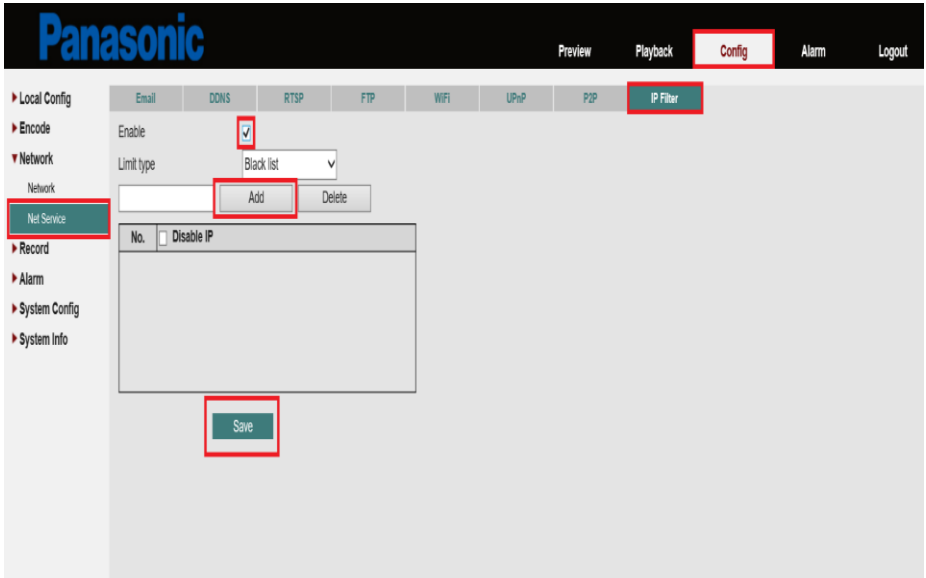 Panasonic
Preview Playback Config Alarm Logout
Local Config
Encode
Network
Network
Net Service
Record
Alarm
System Config
System Info
Email DDNS RTSP FTP WiFi UPnP P2P IP Filter
Enable
Limit type Black list
Add Delete
No. Disable IP
Save